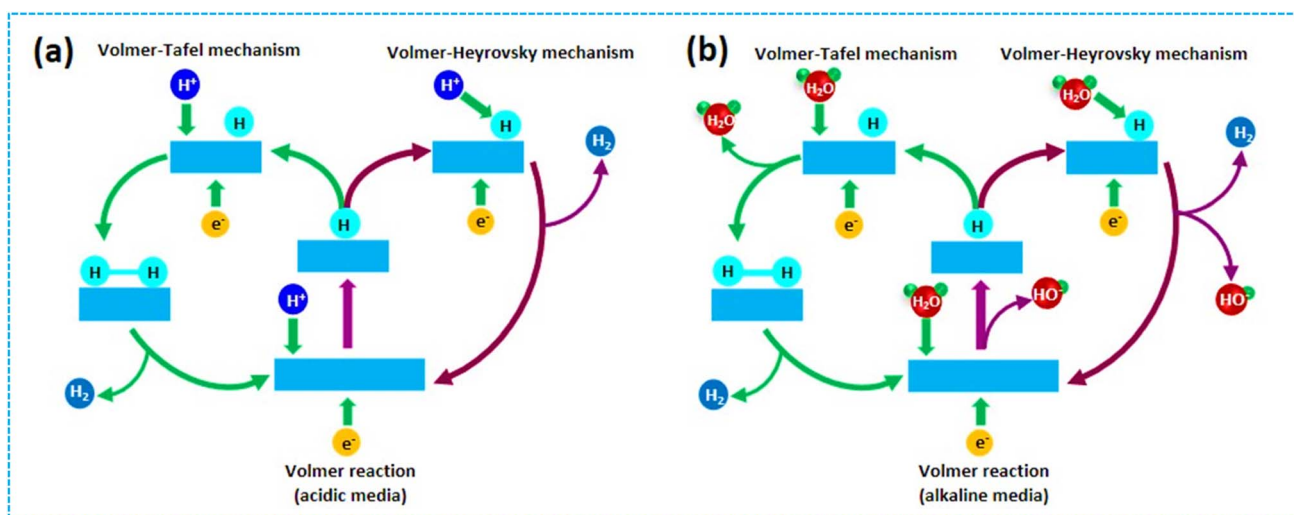 (a)
Volmer-Tafel mechanism
Volmer-Heyrovsky mechanism
H⁺
H⁺
H
H
H₂
e⁻
e⁻
H
H H
H⁺
H₂
e⁻
Volmer reaction
(acidic media)
(b)
Volmer-Tafel mechanism
Volmer-Heyrovsky mechanism
H₂O
H₂O
H₂O
H
H
H₂
e⁻
e⁻
H
H H
H₂O
HO⁻
HO⁻
H₂
e⁻
Volmer reaction
(alkaline media)